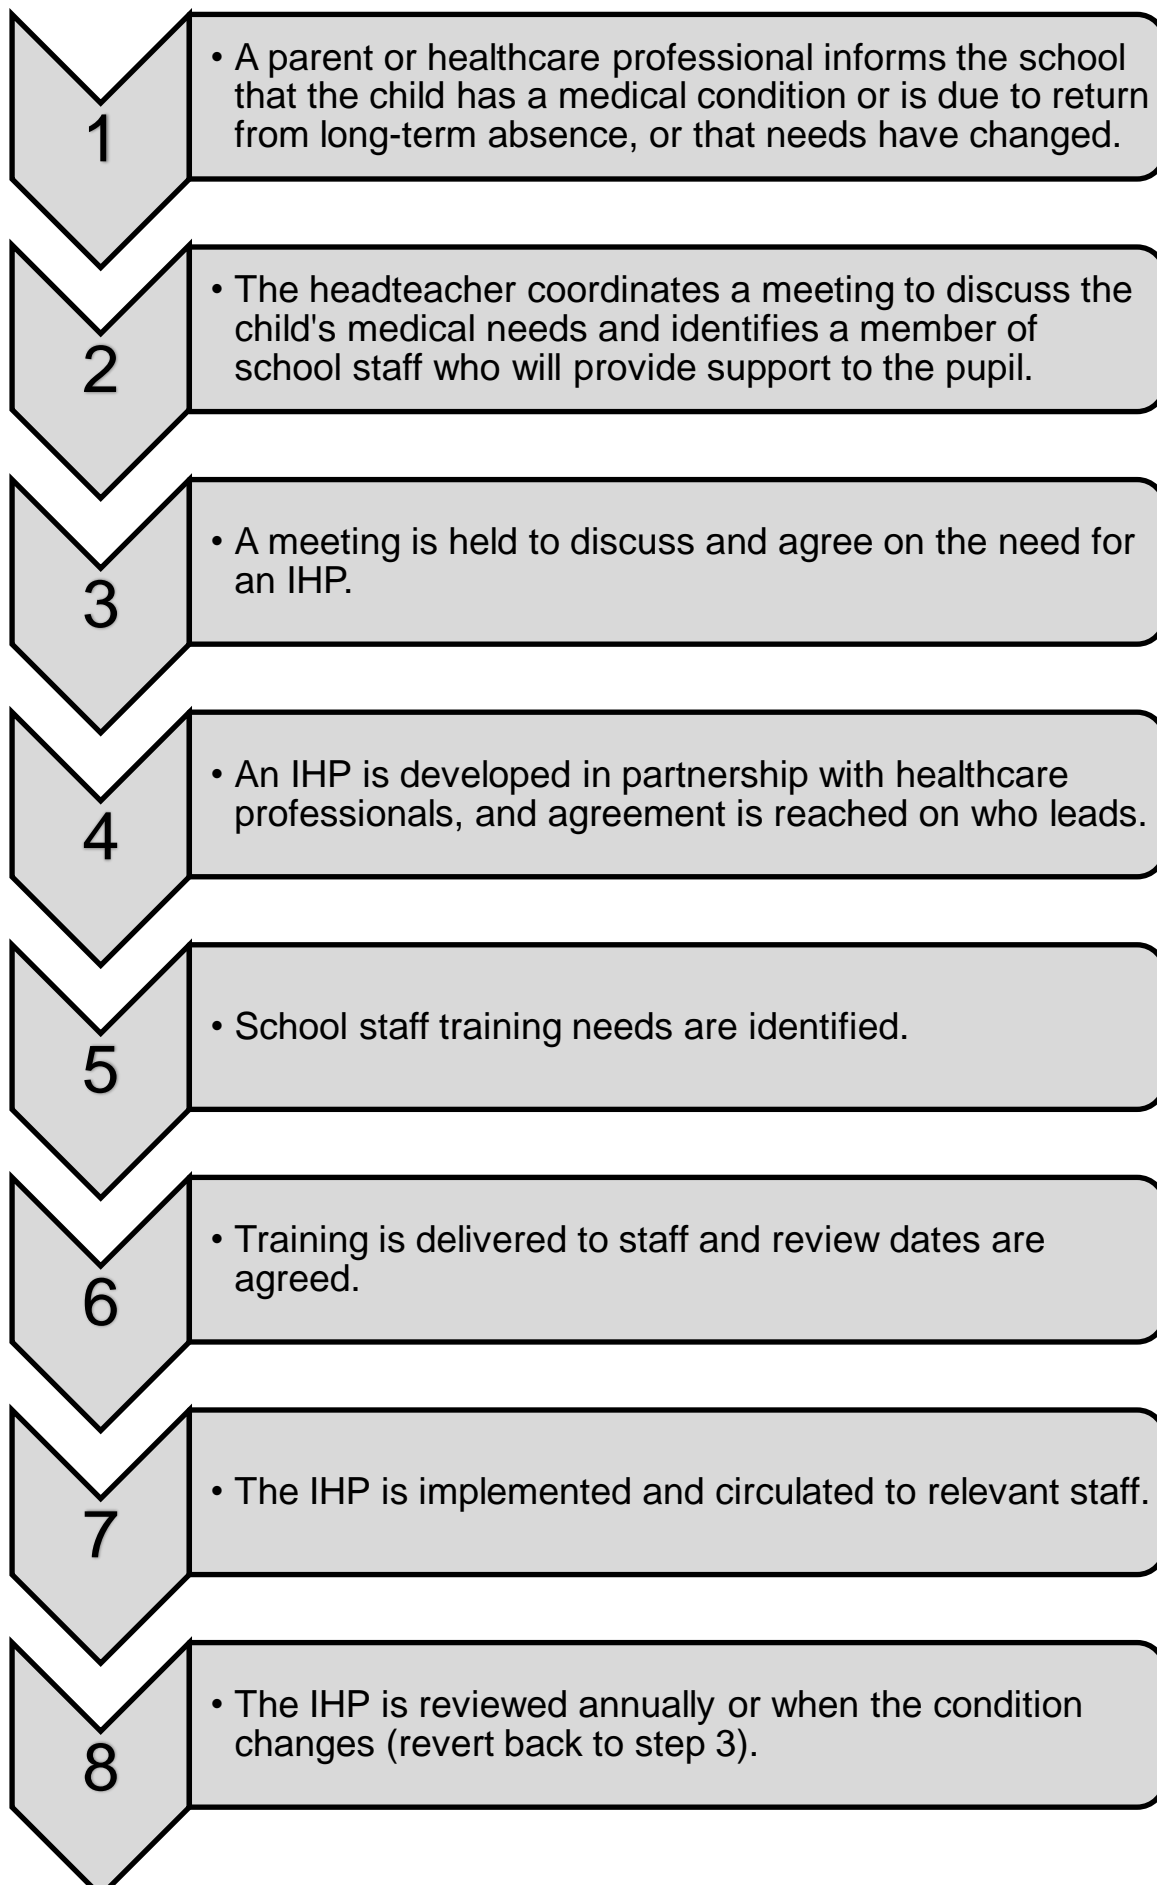 1
• A parent or healthcare professional informs the school
that the child has a medical condition or is due to return
from long-term absence, or that needs have changed.
2
• The headteacher coordinates a meeting to discuss the
child's medical needs and identifies a member of
school staff who will provide support to the pupil.
3
• A meeting is held to discuss and agree on the need for
an IHP.
4
• An IHP is developed in partnership with healthcare
professionals, and agreement is reached on who leads.
5
• School staff training needs are identified.
6
• Training is delivered to staff and review dates are
agreed.
7
• The IHP is implemented and circulated to relevant staff.
8
• The IHP is reviewed annually or when the condition
changes (revert back to step 3).